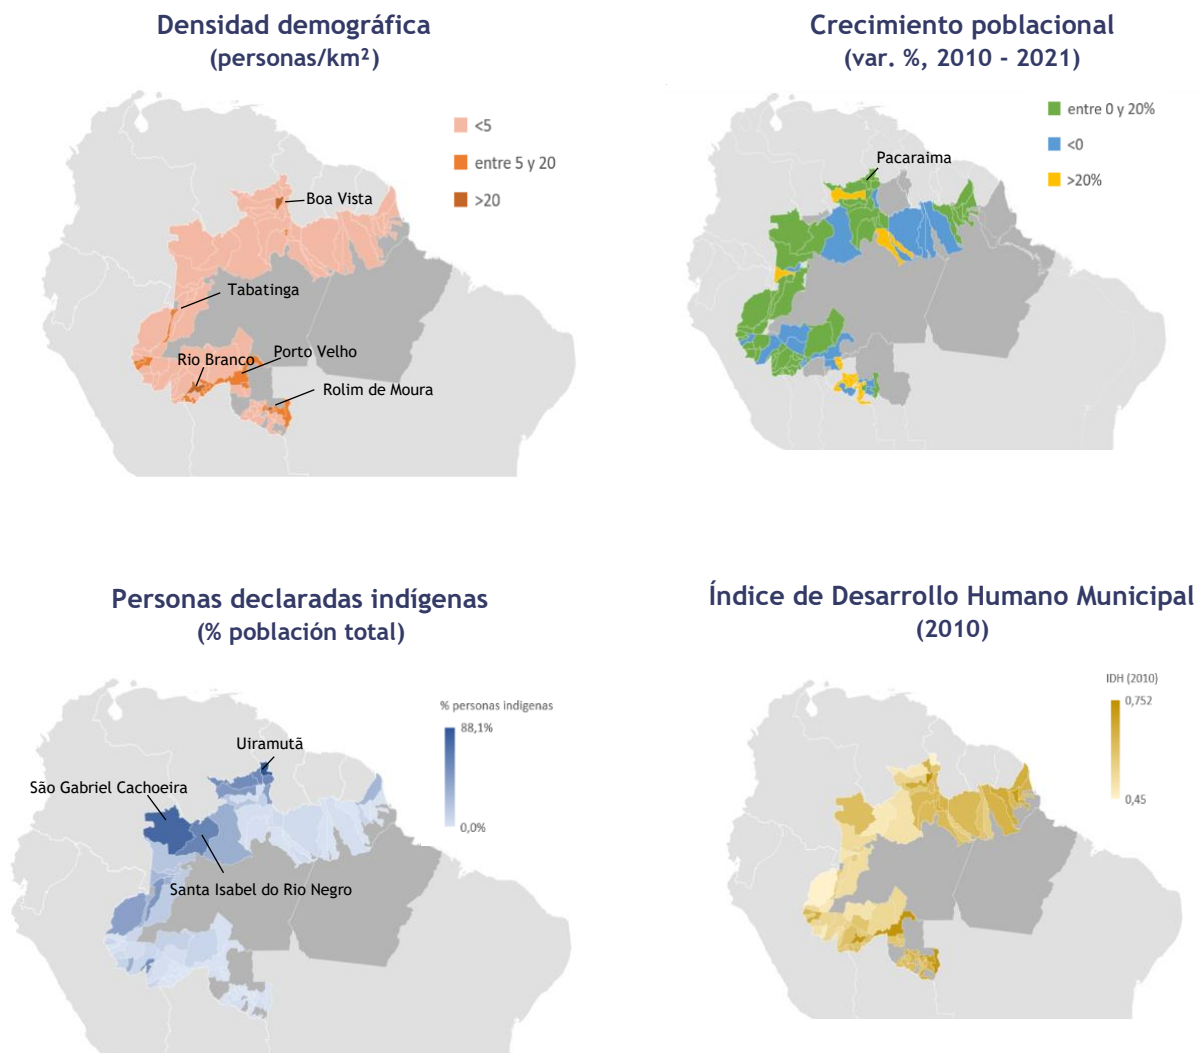 Densidad demográfica
(personas/km²)
<5
entre 5 y 20
>20
Boa Vista
Tabatinga
Rio Branco
Porto Velho
Rolim de Moura
Crecimiento poblacional
(var. %, 2010 - 2021)
entre 0 y 20%
<0
>20%
Pacaraima
Personas declaradas indígenas
(% población total)
% personas indigenas
88,1%
0,0%
Uiramutã
São Gabriel Cachoeira
Santa Isabel do Rio Negro
Índice de Desarrollo Humano Municipal
(2010)
IDH (2010)
0,752
0,45